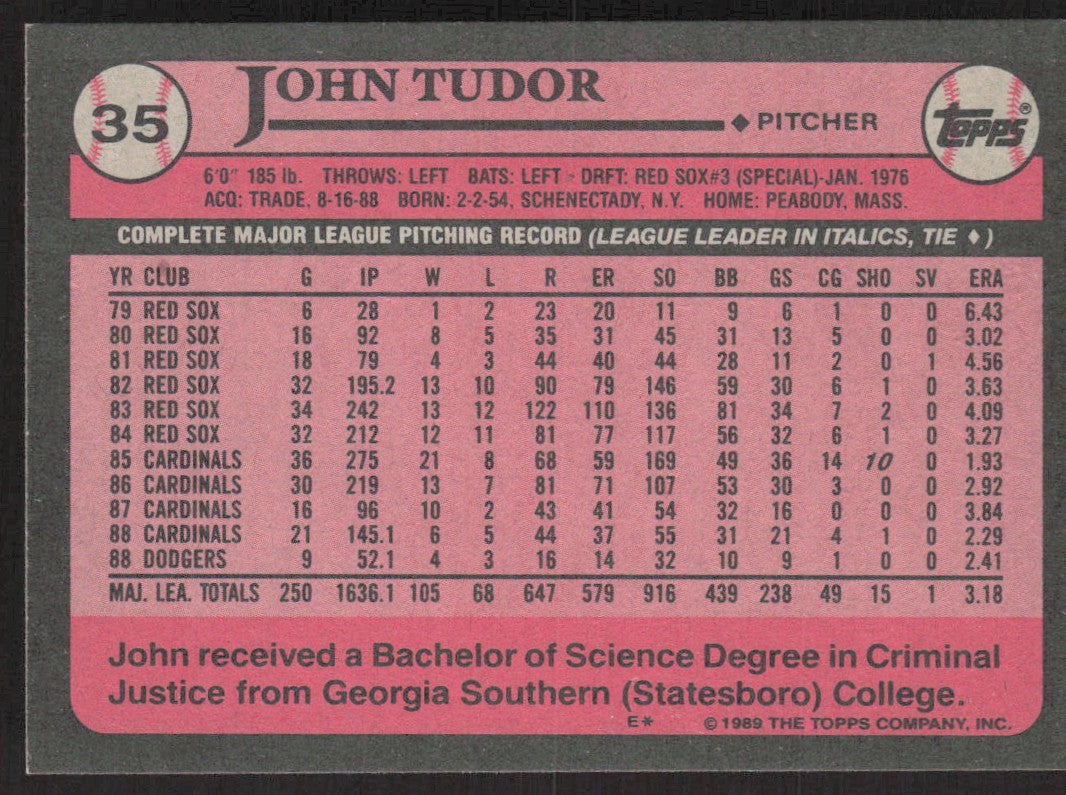 35
JOHN TUDOR
◆ PITCHER
TOPPS®
6'0" 185 lb. THROWS: LEFT BATS: LEFT DRFT: RED SOX#3 (SPECIAL)-JAN. 1976
ACQ: TRADE, 8-16-88 BORN: 2-2-54, SCHENECTADY, N.Y. HOME: PEABODY, MASS.
COMPLETE MAJOR LEAGUE PITCHING RECORD (LEAGUE LEADER IN ITALICS, TIE ♦)
YR CLUB G IP W L R ER SO BB GS CG SHO SV ERA
79 RED SOX 6 28 1 2 23 20 11 9 6 1 0 0 6.43
80 RED SOX 16 92 8 5 35 31 45 31 13 5 0 0 3.02
81 RED SOX 18 79 4 3 44 40 44 28 11 2 0 1 4.56
82 RED SOX 32 195.2 13 10 90 79 146 59 30 6 1 0 3.63
83 RED SOX 34 242 13 12 122 110 136 81 34 7 2 0 4.09
84 RED SOX 32 212 12 11 81 77 117 56 32 6 1 0 3.27
85 CARDINALS 36 275 21 8 68 59 169 49 36 14 10 0 1.93
86 CARDINALS 30 219 13 7 81 71 107 53 30 3 0 0 2.92
87 CARDINALS 16 96 10 2 43 41 54 32 16 0 0 0 3.84
88 CARDINALS 21 145.1 6 5 44 37 55 31 21 4 1 0 2.29
88 DODGERS 9 52.1 4 3 16 14 32 10 9 1 0 0 2.41
MAJ. LEA. TOTALS 250 1636.1 105 68 647 579 916 439 238 49 15 1 3.18
John received a Bachelor of Science Degree in Criminal
Justice from Georgia Southern (Statesboro) College.
E* © 1989 THE TOPPS COMPANY, INC.